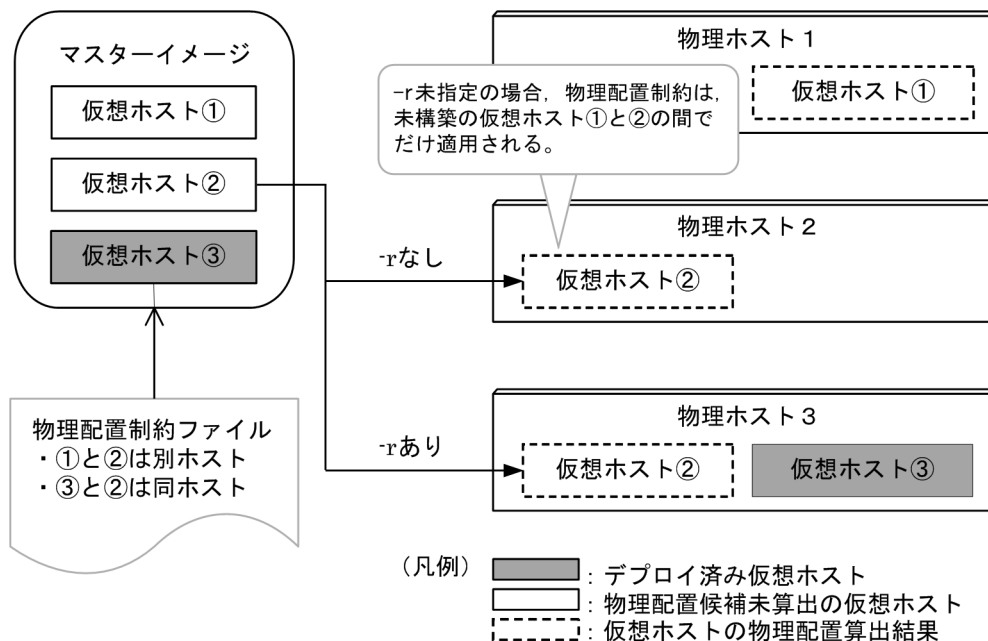 マスターイメージ
仮想ホスト①
仮想ホスト②
仮想ホスト③
物理配置制約ファイル
・①と②は別ホスト
・③と②は同ホスト
-rなし
-rあり
物理ホスト１
仮想ホスト①
-r未指定の場合，物理配置制約は，
未構築の仮想ホスト①と②の間で
だけ適用される。
物理ホスト２
仮想ホスト②
物理ホスト３
仮想ホスト②
仮想ホスト③
（凡例）
：デプロイ済み仮想ホスト
：物理配置候補未算出の仮想ホスト
：仮想ホストの物理配置算出結果